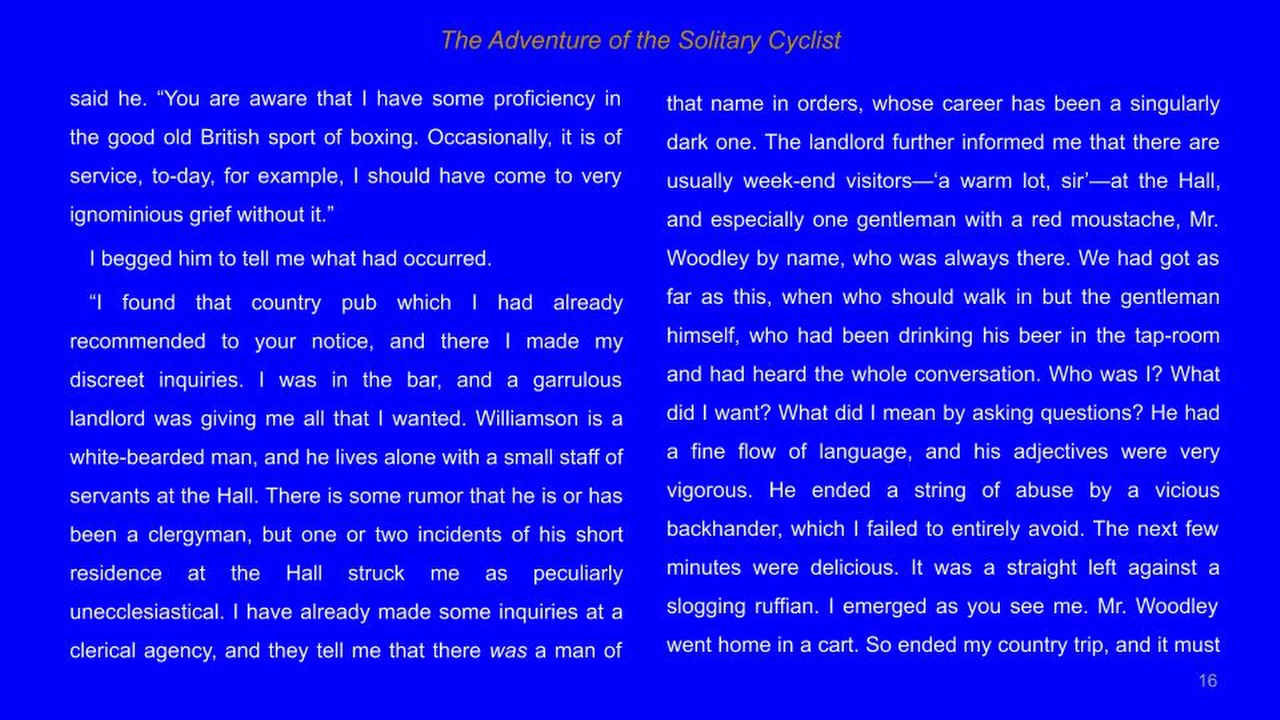 The Adventure of the Solitary Cyclist
said he. “You are aware that I have some proficiency in
the good old British sport of boxing. Occasionally, it is of
service, to-day, for example, I should have come to very
ignominious grief without it.”
I begged him to tell me what had occurred.
“I found that country pub which I had already
recommended to your notice, and there I made my
discreet inquiries. I was in the bar, and a garrulous
landlord was giving me all that I wanted. Williamson is a
white-bearded man, and he lives alone with a small staff of
servants at the Hall. There is some rumor that he is or has
been a clergyman, but one or two incidents of his short
residence at the Hall struck me as peculiarly
unecclesiastical. I have already made some inquiries at a
clerical agency, and they tell me that there was a man of
that name in orders, whose career has been a singularly
dark one. The landlord further informed me that there are
usually week-end visitors—‘a warm lot, sir’—at the Hall,
and especially one gentleman with a red moustache, Mr.
Woodley by name, who was always there. We had got as
far as this, when who should walk in but the gentleman
himself, who had been drinking his beer in the tap-room
and had heard the whole conversation. Who was I? What
did I want? What did I mean by asking questions? He had
a fine flow of language, and his adjectives were very
vigorous. He ended a string of abuse by a vicious
backhander, which I failed to entirely avoid. The next few
minutes were delicious. It was a straight left against a
slogging ruffian. I emerged as you see me. Mr. Woodley
went home in a cart. So ended my country trip, and it must
16